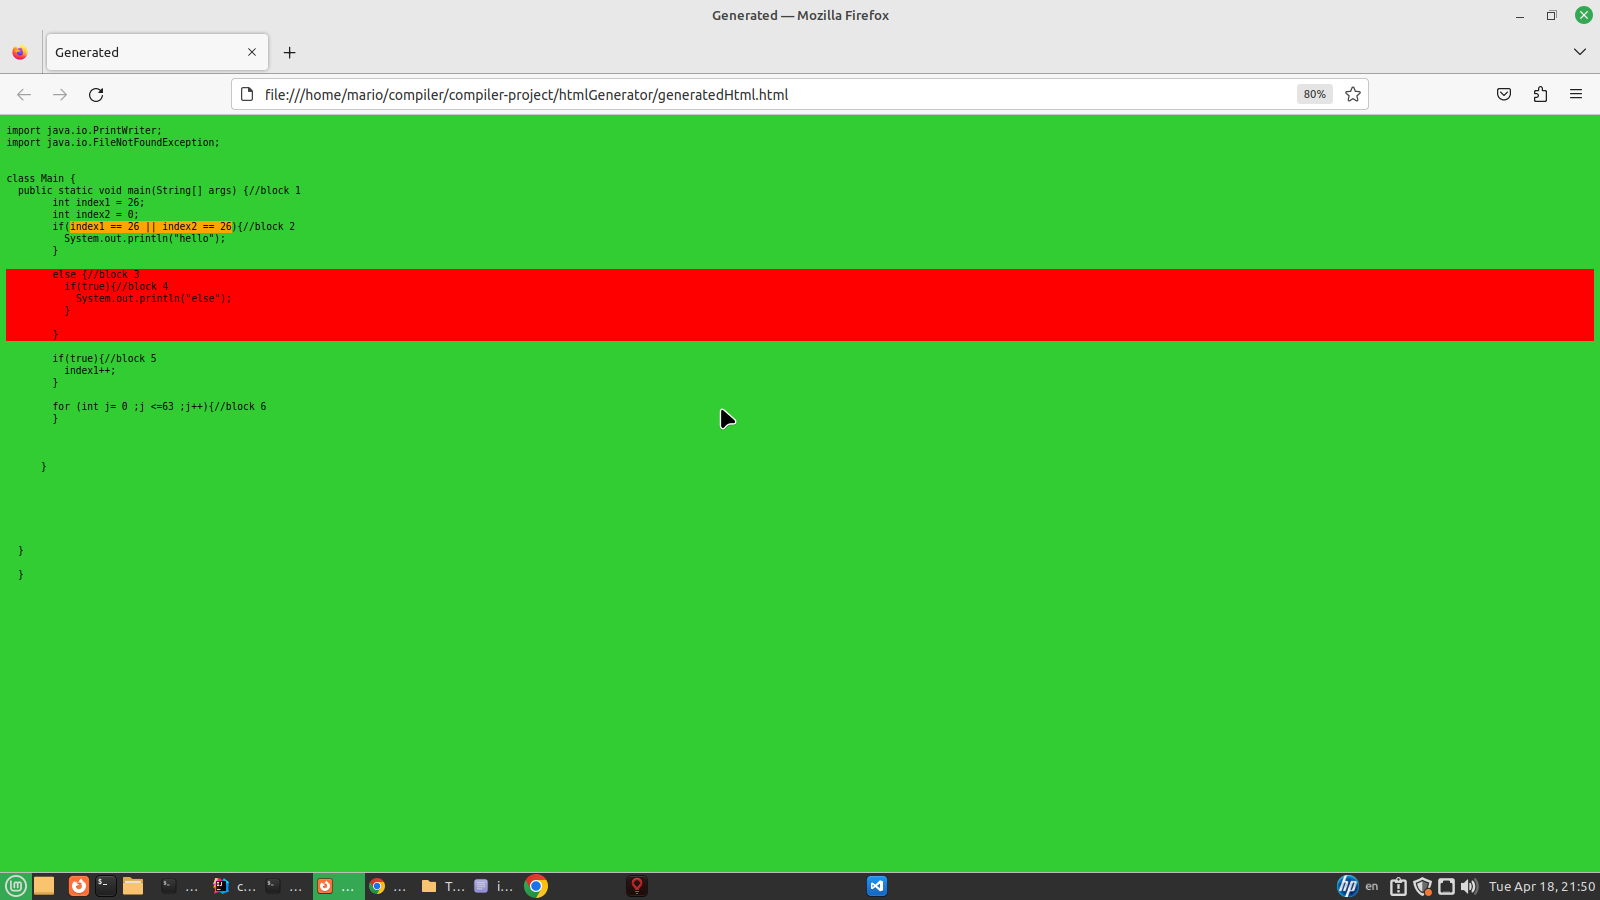 Generated — Mozilla Firefox
Generated
file:///home/mario/compiler/compiler-project/htmlGenerator/generatedHtml.html
80%
import java.io.PrintWriter;
import java.io.FileNotFoundException;
class Main {
public static void main(String[] args) {//block 1
int index1 = 26;
int index2 = 0;
if(index1 == 26 || index2 == 26){//block 2
System.out.println("hello");
}
else {//block 3
if(true){//block 4
System.out.println("else");
}
}
if(true){//block 5
index1++;
}
for (int j= 0 ;j <=63 ;j++){//block 6
}
}
}
}
... c... ... ... ... T... i... en Tue Apr 18, 21:50